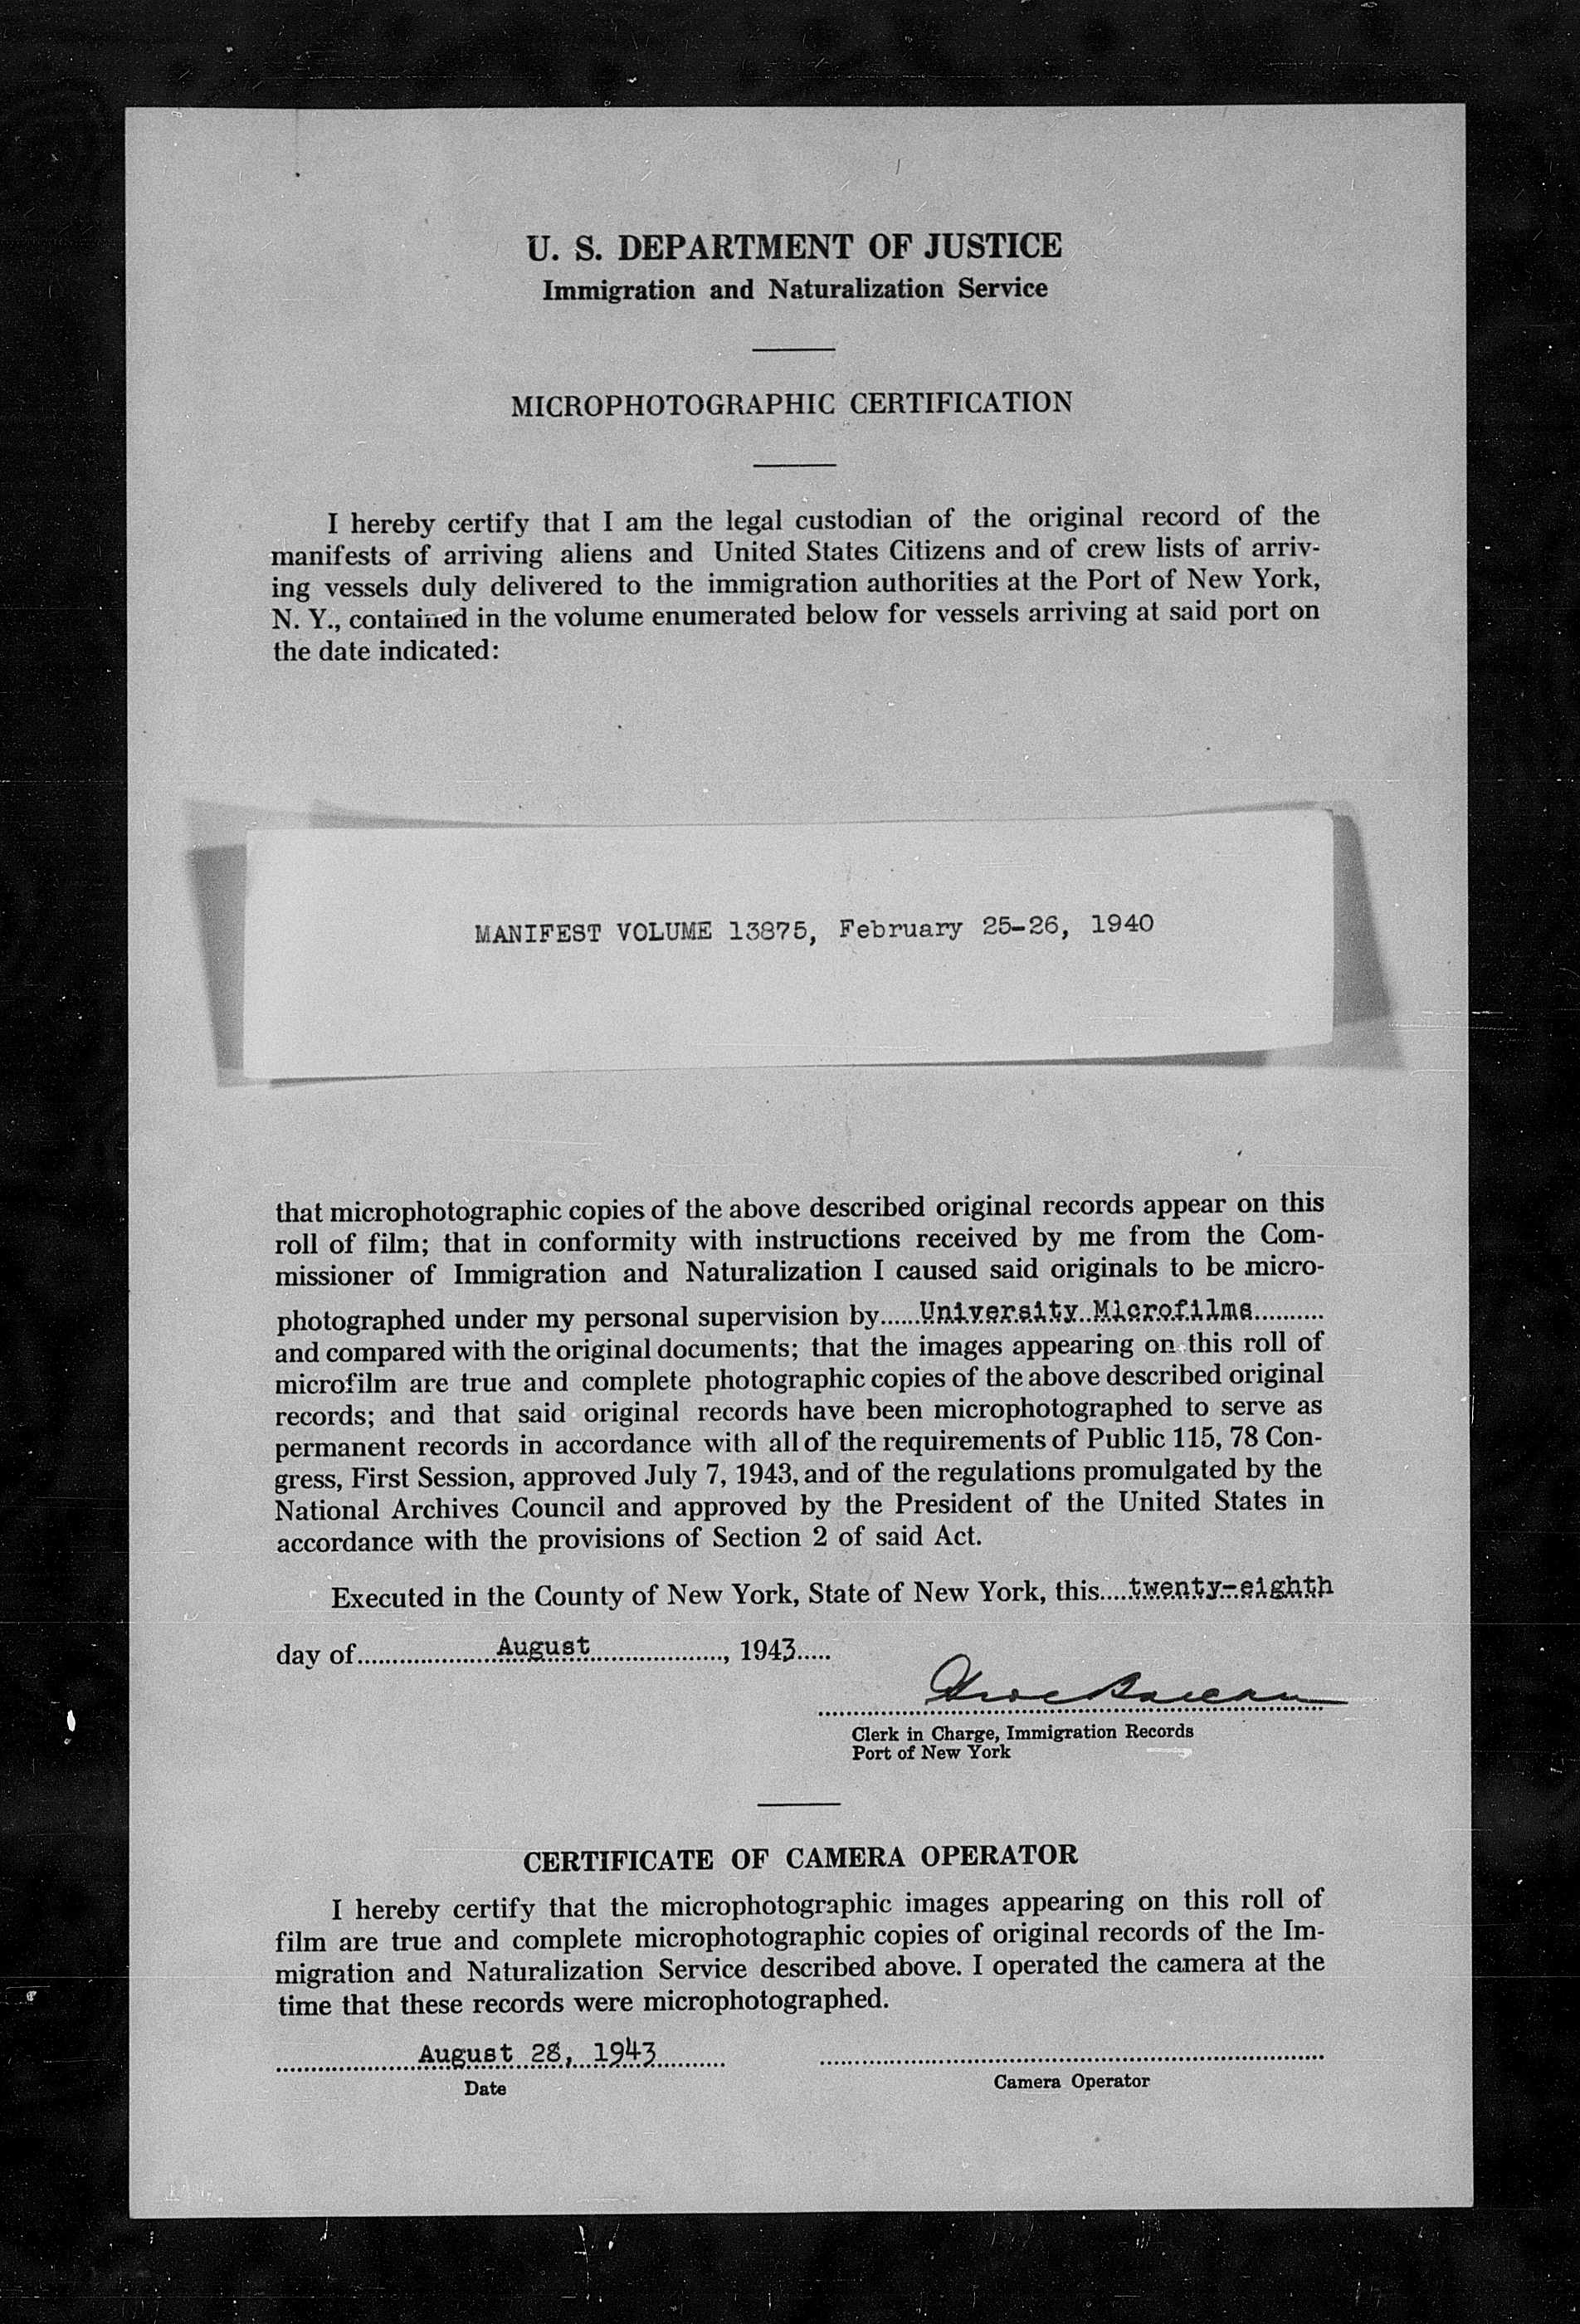 U. S. DEPARTMENT OF JUSTICE
Immigration and Naturalization Service
MICROPHOTOGRAPHIC CERTIFICATION
I hereby certify that I am the legal custodian of the original record of the
manifests of arriving aliens and United States Citizens and of crew lists of arriv-
ing vessels duly delivered to the immigration authorities at the Port of New York,
N. Y., contained in the volume enumerated below for vessels arriving at said port on
the date indicated:
MANIFEST VOLUME 13875, February 25-26, 1940
that microphotographic copies of the above described original records appear on this
roll of film; that in conformity with instructions received by me from the Com-
missioner of Immigration and Naturalization I caused said originals to be micro-
photographed under my personal supervision by......University Microfilms..........
and compared with the original documents; that the images appearing on this roll of
microfilm are true and complete photographic copies of the above described original
records; and that said original records have been microphotographed to serve as
permanent records in accordance with all of the requirements of Public 115, 78 Con-
gress, First Session, approved July 7, 1943, and of the regulations promulgated by the
National Archives Council and approved by the President of the United States in
accordance with the provisions of Section 2 of said Act.
Executed in the County of New York, State of New York, this.....twenty-eighth
day of....................August...................., 1943.....
Clerk in Charge, Immigration Records
Port of New York
CERTIFICATE OF CAMERA OPERATOR
I hereby certify that the microphotographic images appearing on this roll of
film are true and complete microphotographic copies of original records of the Im-
migration and Naturalization Service described above. I operated the camera at the
time that these records were microphotographed.
August 28, 1943
Date
Camera Operator